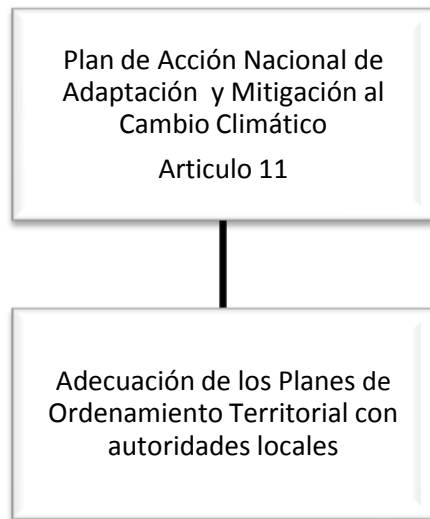 Plan de Acción Nacional de
Adaptación y Mitigación al
Cambio Climático
Articulo 11
Adecuación de los Planes de
Ordenamiento Territorial con
autoridades locales